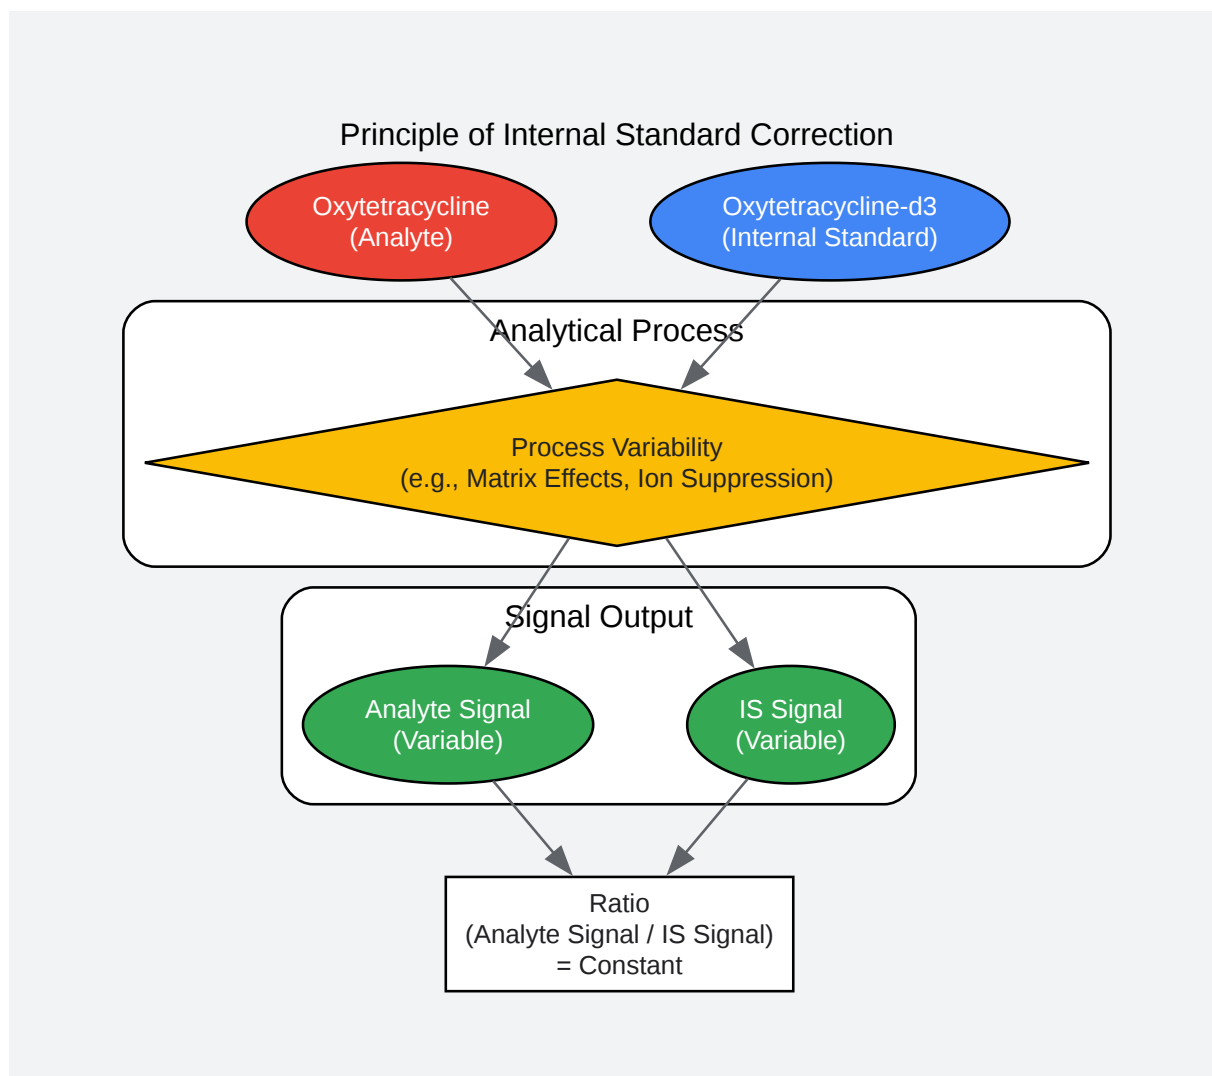 Principle of Internal Standard Correction
Oxytetracycline
(Analyte)
Oxytetracycline-d3
(Internal Standard)
Analytical Process
Process Variability
(e.g., Matrix Effects, Ion Suppression)
Signal Output
Analyte Signal
(Variable)
IS Signal
(Variable)
Ratio
(Analyte Signal / IS Signal)
= Constant